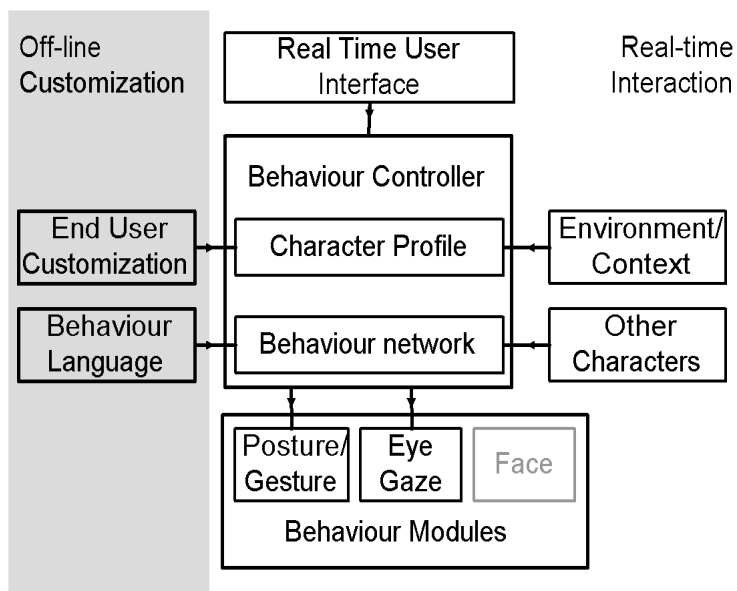 Off-line
Customization
Real Time User
Interface
Real-time
Interaction
Behaviour Controller
End User
Customization
Character Profile
Environment/
Context
Behaviour
Language
Behaviour network
Other
Characters
Posture/
Gesture
Eye
Gaze
Face
Behaviour Modules